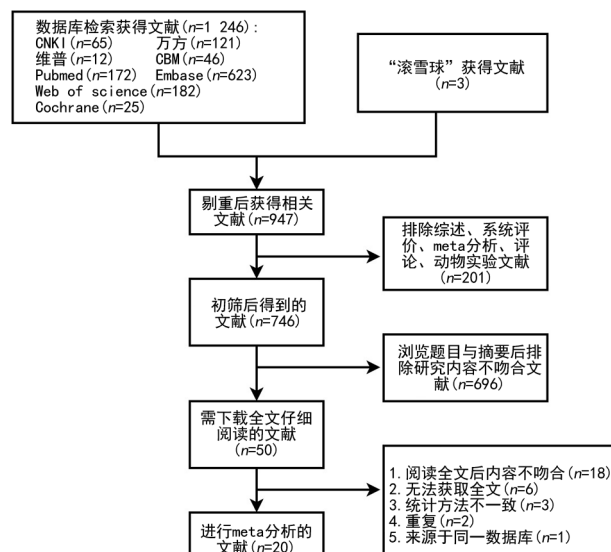 数据库检索获得文献(n=1 246):
CNKI(n=65) 万方(n=121)
维普(n=12) CBM(n=46)
Pubmed(n=172) Embase(n=623)
Web of science(n=182)
Cochrane(n=25)
“滚雪球”获得文献
(n=3)
剔重后获得相关
文献(n=947)
排除综述、系统评
价、meta分析、评
论、动物实验文献
(n=201)
初筛后得到的
文献(n=746)
浏览题目与摘要后排
除研究内容不吻合文
献(n=696)
需下载全文仔细
阅读的文献
(n=50)
1. 阅读全文后内容不吻合(n=18)
2. 无法获取全文(n=6)
3. 统计方法不一致(n=3)
4. 重复(n=2)
5. 来源于同一数据库(n=1)
进行meta分析的
文献(n=20)